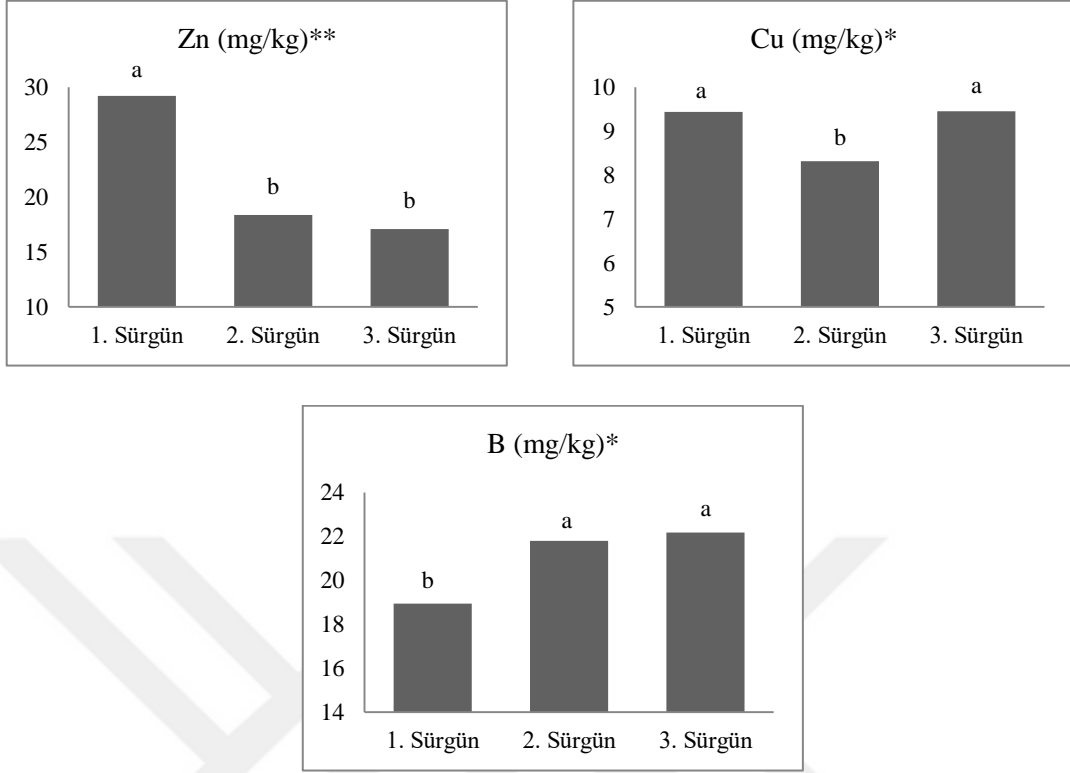 Zn (mg/kg)**
30
25
20
15
10
a
b
b
1. Sürgün
2. Sürgün
3. Sürgün
Cu (mg/kg)*
10
9
8
7
6
5
a
b
a
1. Sürgün
2. Sürgün
3. Sürgün
B (mg/kg)*
24
22
20
18
16
14
b
a
a
1. Sürgün
2. Sürgün
3. Sürgün